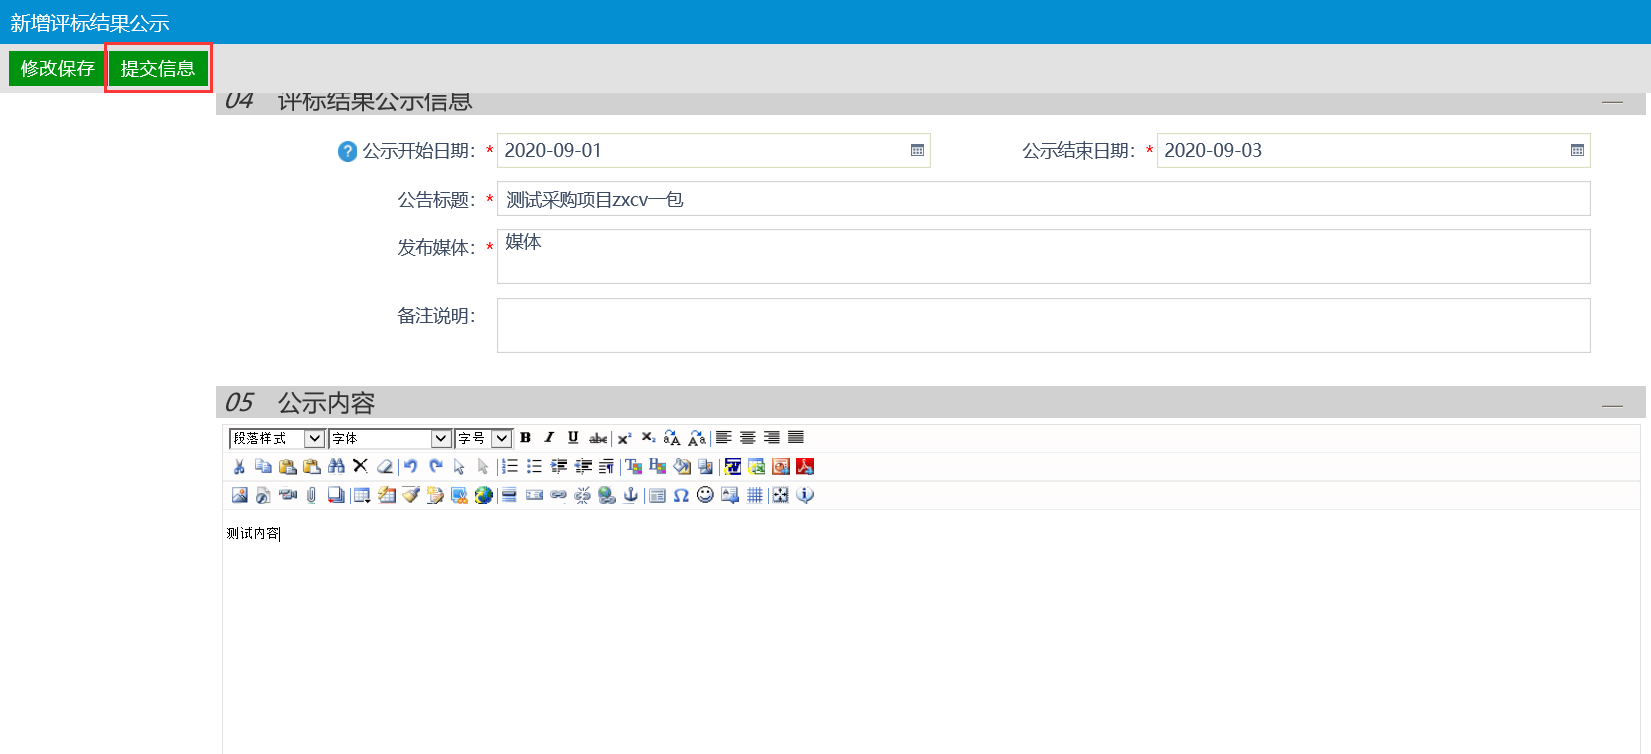 新增评标结果公示
修改保存 提交信息
04 评标结果公示信息
公示开始日期：* 2020-09-01 公示结束日期：* 2020-09-03
公告标题：* 测试采购项目zxcv一包
发布媒体：* 媒体
备注说明：
05 公示内容
段落样式 字体 字号
测试内容